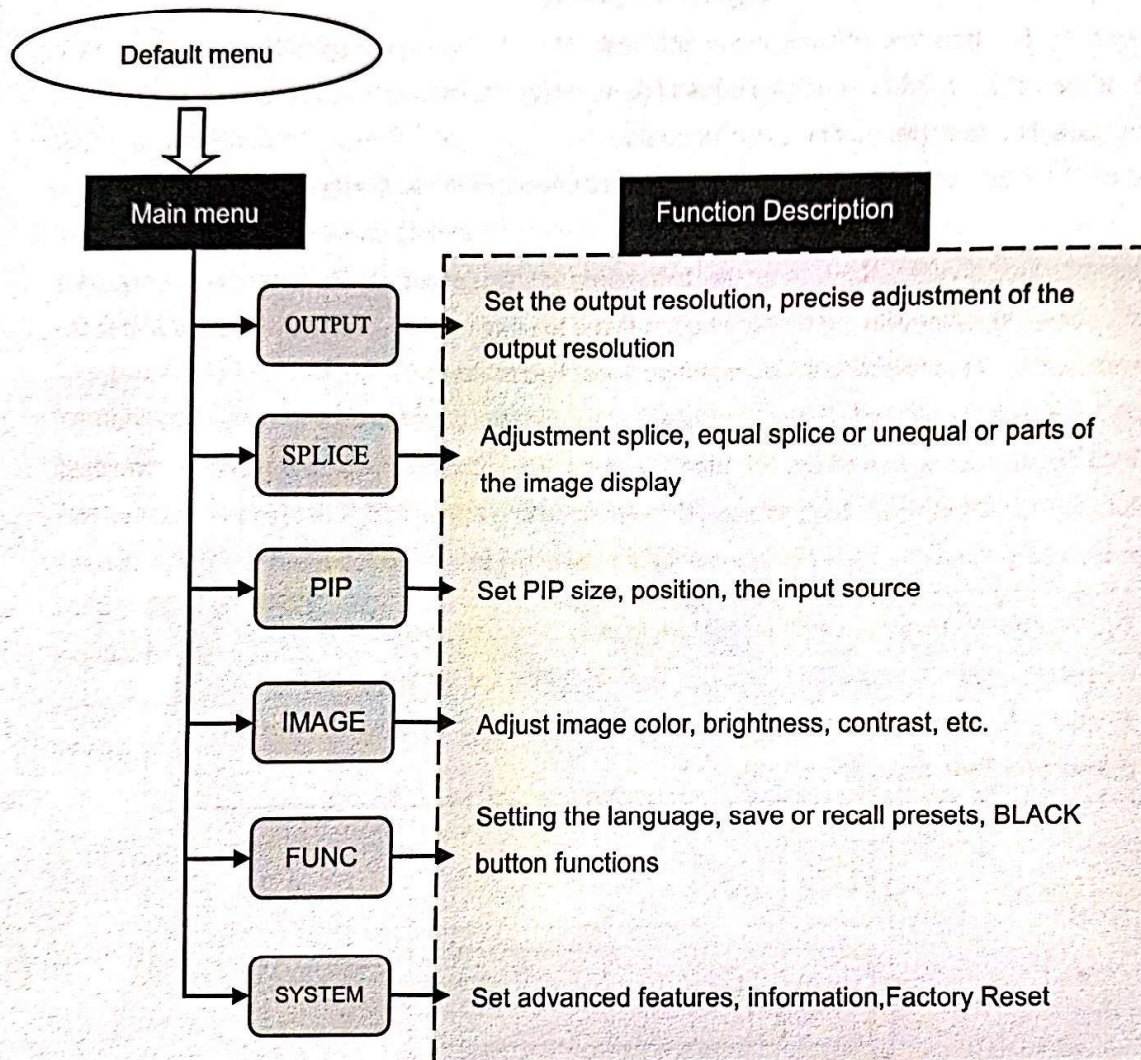 Default menu
Main menu
Function Description
OUTPUT
Set the output resolution, precise adjustment of the
output resolution
SPLICE
Adjustment splice, equal splice or unequal or parts of
the image display
PIP
Set PIP size, position, the input source
IMAGE
Adjust image color, brightness, contrast, etc.
FUNC
Setting the language, save or recall presets, BLACK
button functions
SYSTEM
Set advanced features, information,Factory Reset